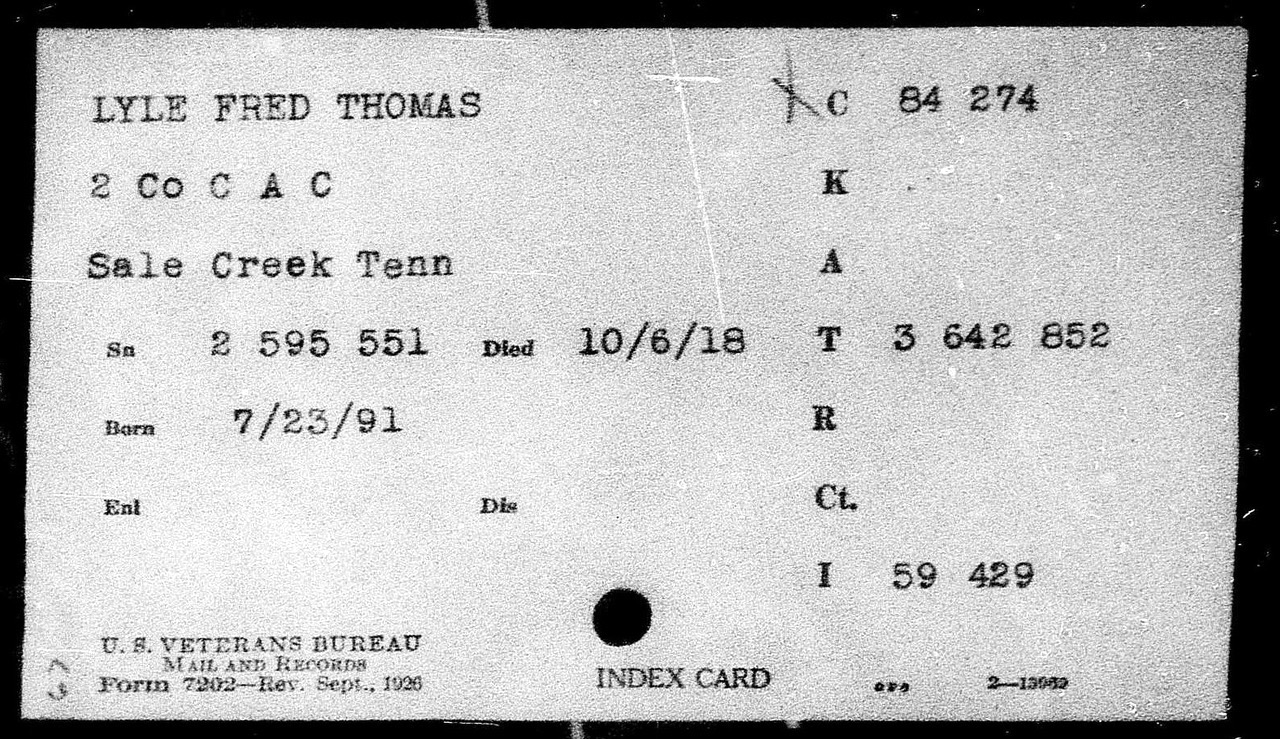 LYLE FRED THOMAS C 84 274
2 Co C A C K
Sale Creek Tenn A
Sn 2 595 551 Died 10/6/18 T 3 642 852
Born 7/23/91 R
Enl Dis Ct.
I 59 429
U. S. VETERANS BUREAU
MAIL AND RECORDS
Form 7202—Rev. Sept., 1926 INDEX CARD